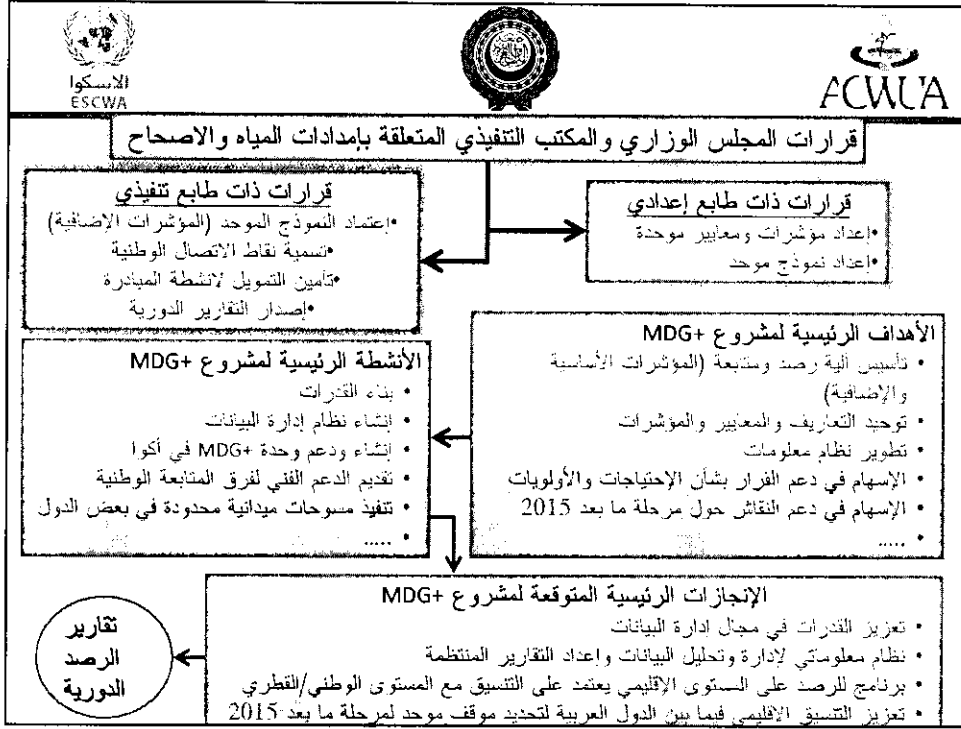 الاسكوا
ESCWA
ACWUA
قرارات المجلس الوزاري والمكتب التنفيذي المتعلقة بإمدادات المياه والاصحاح
قرارات ذات طابع إعدادي
•إعداد مؤشرات ومعايير موحدة
•إعداد نموذج موحد
قرارات ذات طابع تنفيذي
•إعتماد النموذج الموحد (المؤشرات الإضافية)
•تسمية نقاط الاتصال الوطنية
•تأمين التمويل لانشطة المبادرة
•إصدار التقارير الدورية
الأهداف الرئيسية لمشروع MDG+
• تأسيس آلية رصد ومتابعة (المؤشرات الأساسية
والإضافية)
• توحيد التعاريف والمعايير والمؤشرات
• تطوير نظام معلومات
• الإسهام في دعم القرار بشأن الإحتياجات والأولويات
• الإسهام في دعم النقاش حول مرحلة ما بعد 2015
• .....
الأنشطة الرئيسية لمشروع MDG+
• بناء القدرات
• إنشاء نظام إدارة البيانات
• إنشاء ودعم وحدة MDG+ في أكوا
• تقديم الدعم الفني لفرق المتابعة الوطنية
• تنفيذ مسوحات ميدانية محدودة في بعض الدول
• .....
الإنجازات الرئيسية المتوقعة لمشروع MDG+
• تعزيز القدرات في مجال إدارة البيانات
• نظام معلوماتي لإدارة وتحليل البيانات وإعداد التقارير المنتظمة
• برنامج للرصد على المستوى الإقليمي يعتمد على التنسيق مع المستوى الوطني/القطري
• تعزيز التنسيق الاقليمي فيما بين الدول العربية لتحديد موقف موحد لمرحلة ما بعد 2015
تقارير
الرصد
الدورية